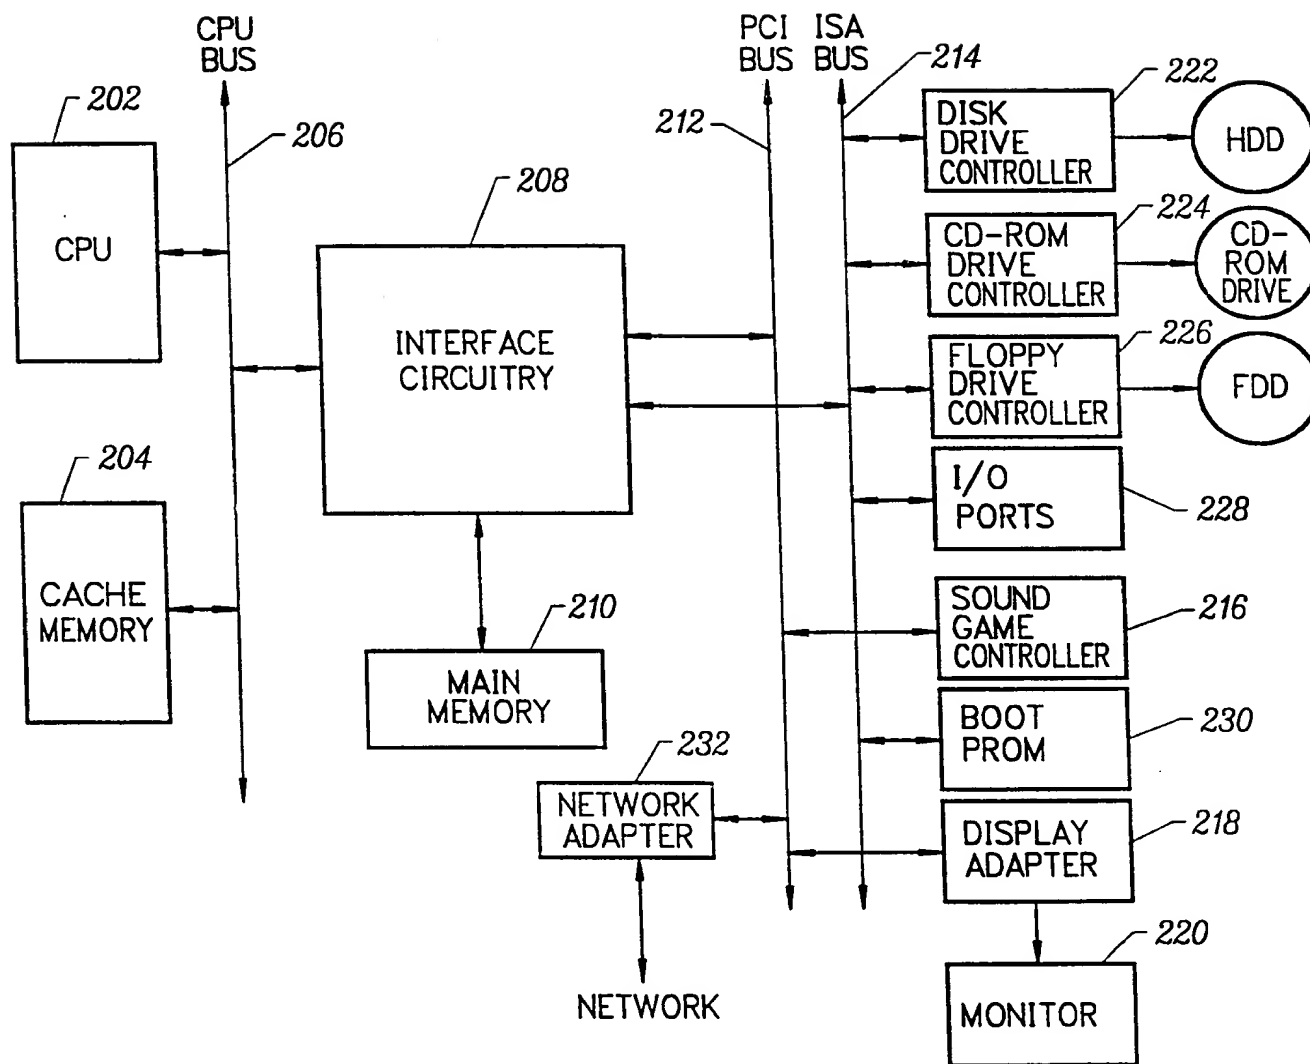 CPU
BUS
PCI
BUS
ISA
BUS
202
206
212
214
222
DISK
DRIVE
CONTROLLER
HDD
CPU
208
INTERFACE
CIRCUITRY
224
CD-ROM
DRIVE
CONTROLLER
CD-
ROM
DRIVE
226
FLOPPY
DRIVE
CONTROLLER
FDD
204
CACHE
MEMORY
I/O
PORTS
228
210
MAIN
MEMORY
SOUND
GAME
CONTROLLER
216
BOOT
PROM
230
232
NETWORK
ADAPTER
DISPLAY
ADAPTER
218
NETWORK
220
MONITOR